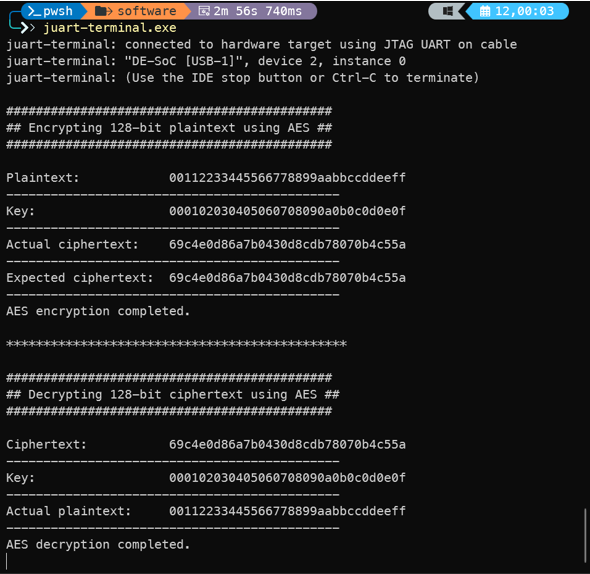 pwsh software 2m 56s 740ms 12,00:03
juart-terminal.exe
juart-terminal: connected to hardware target using JTAG UART on cable
juart-terminal: "DE-SoC [USB-1]", device 2, instance 0
juart-terminal: (Use the IDE stop button or Ctrl-C to terminate)
############################################
## Encrypting 128-bit plaintext using AES ##
############################################
Plaintext: 00112233445566778899aabbccddeeff
---------------------------------------------
Key: 000102030405060708090a0b0c0d0e0f
---------------------------------------------
Actual ciphertext: 69c4e0d86a7b0430d8cdb78070b4c55a
---------------------------------------------
Expected ciphertext: 69c4e0d86a7b0430d8cdb78070b4c55a
---------------------------------------------
AES encryption completed.
**********************************************
############################################
## Decrypting 128-bit ciphertext using AES ##
############################################
Ciphertext: 69c4e0d86a7b0430d8cdb78070b4c55a
---------------------------------------------
Key: 000102030405060708090a0b0c0d0e0f
---------------------------------------------
Actual plaintext: 00112233445566778899aabbccddeeff
---------------------------------------------
AES decryption completed.